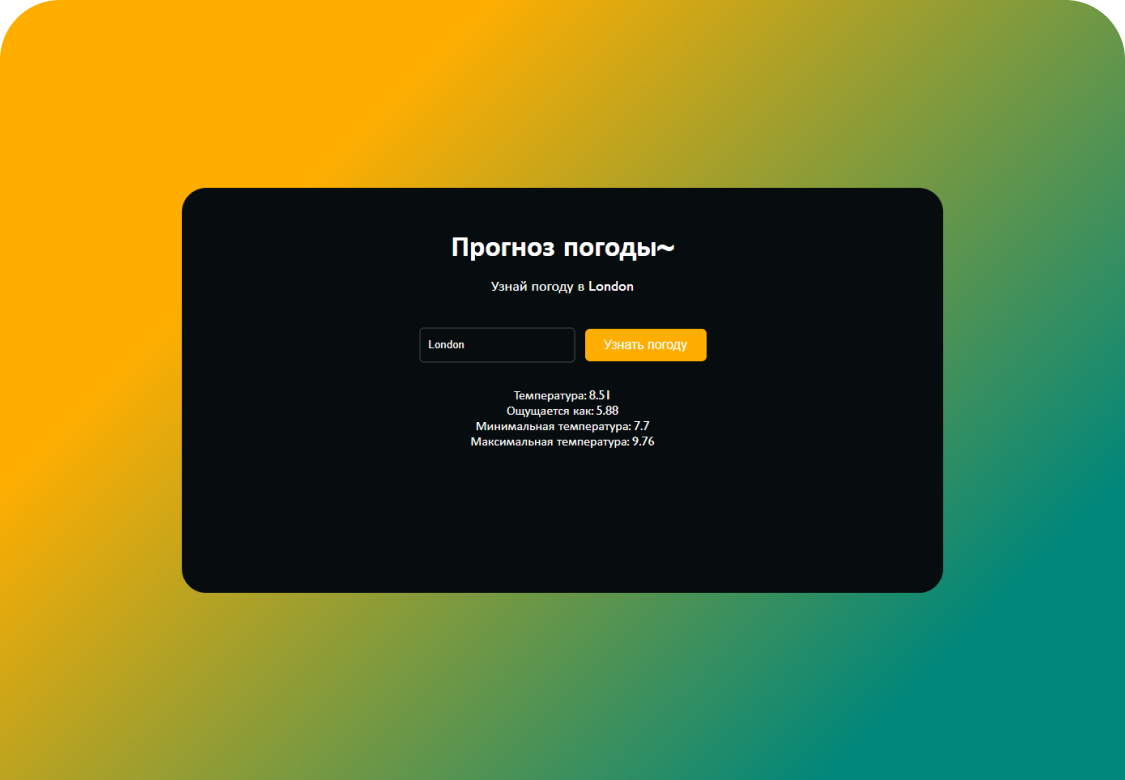 Прогноз погоды~
Узнай погоду в London
London
Узнать погоду
Температура: 8.51
Ощущается как: 5.88
Минимальная температура: 7.7
Максимальная температура: 9.76